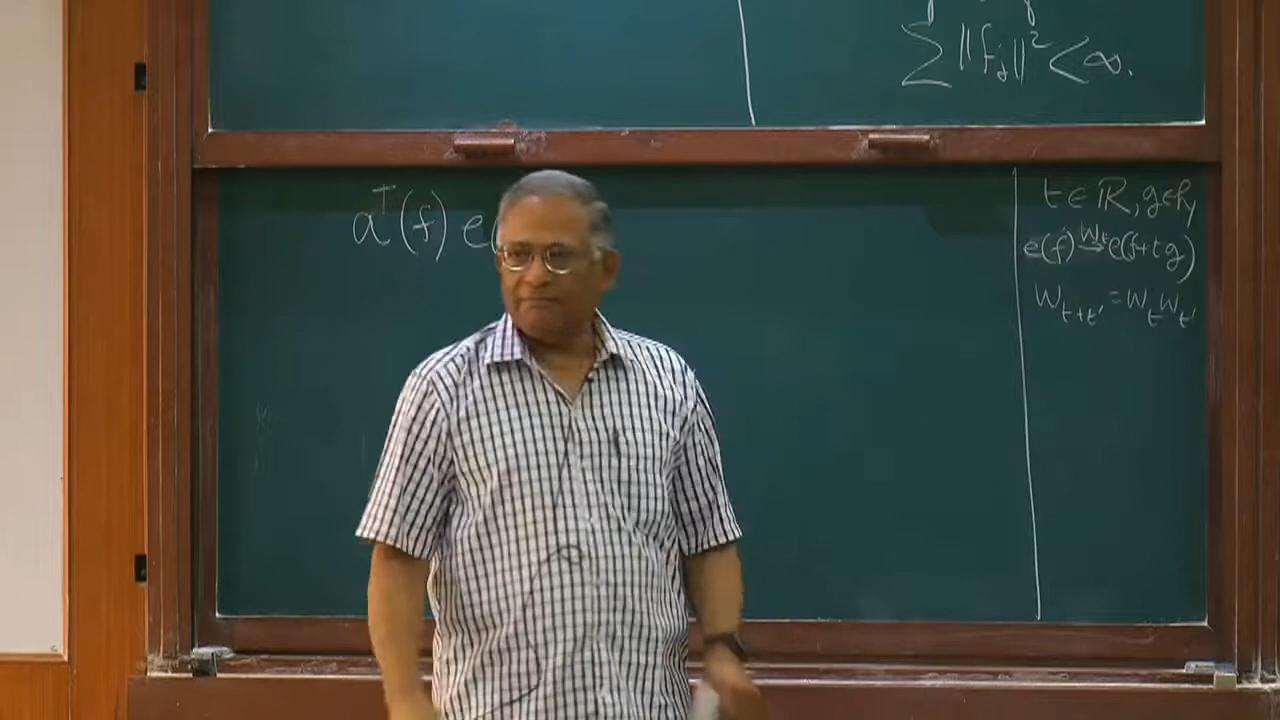 ∑ ‖f_j‖² < ∞.
a†(f) e(
t ∈ ℝ, g ∈ h
e(f) →^{W_t} e(f+tg)
W_{t+t'} = W_t W_{t'}